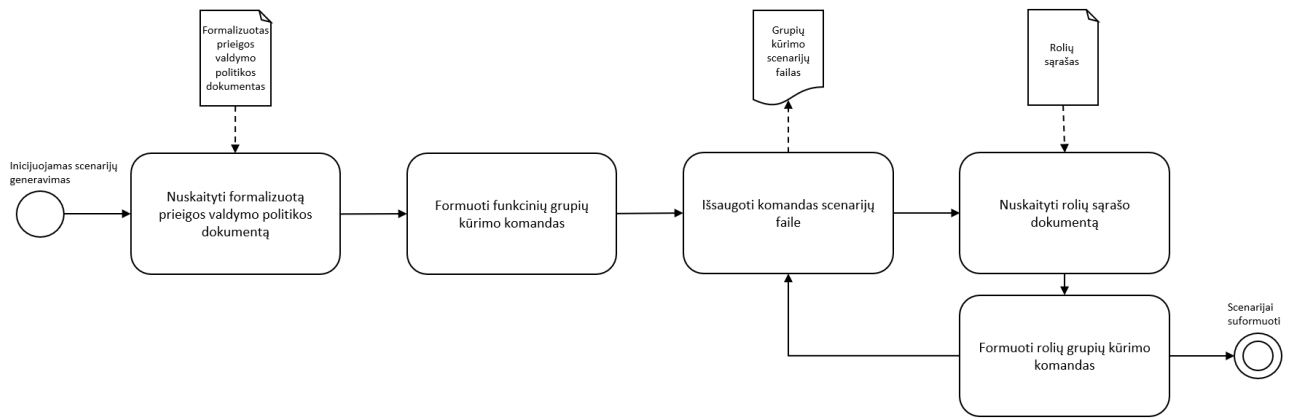 Formalizuotas
prieigos
valdymo
politikos
dokumentas
Grupių
kūrimo
scenarijų
failas
Rolių
sąrašas
Inicijuojamas scenarijų
generavimas
Nuskaityti formalizuotą
prieigos valdymo politikos
dokumentą
Formuoti funkcinių grupių
kūrimo komandas
Išsaugoti komandas scenarijų
faile
Nuskaityti rolių sąrašo
dokumentą
Formuoti rolių grupių kūrimo
komandas
Scenarijai
suformuoti